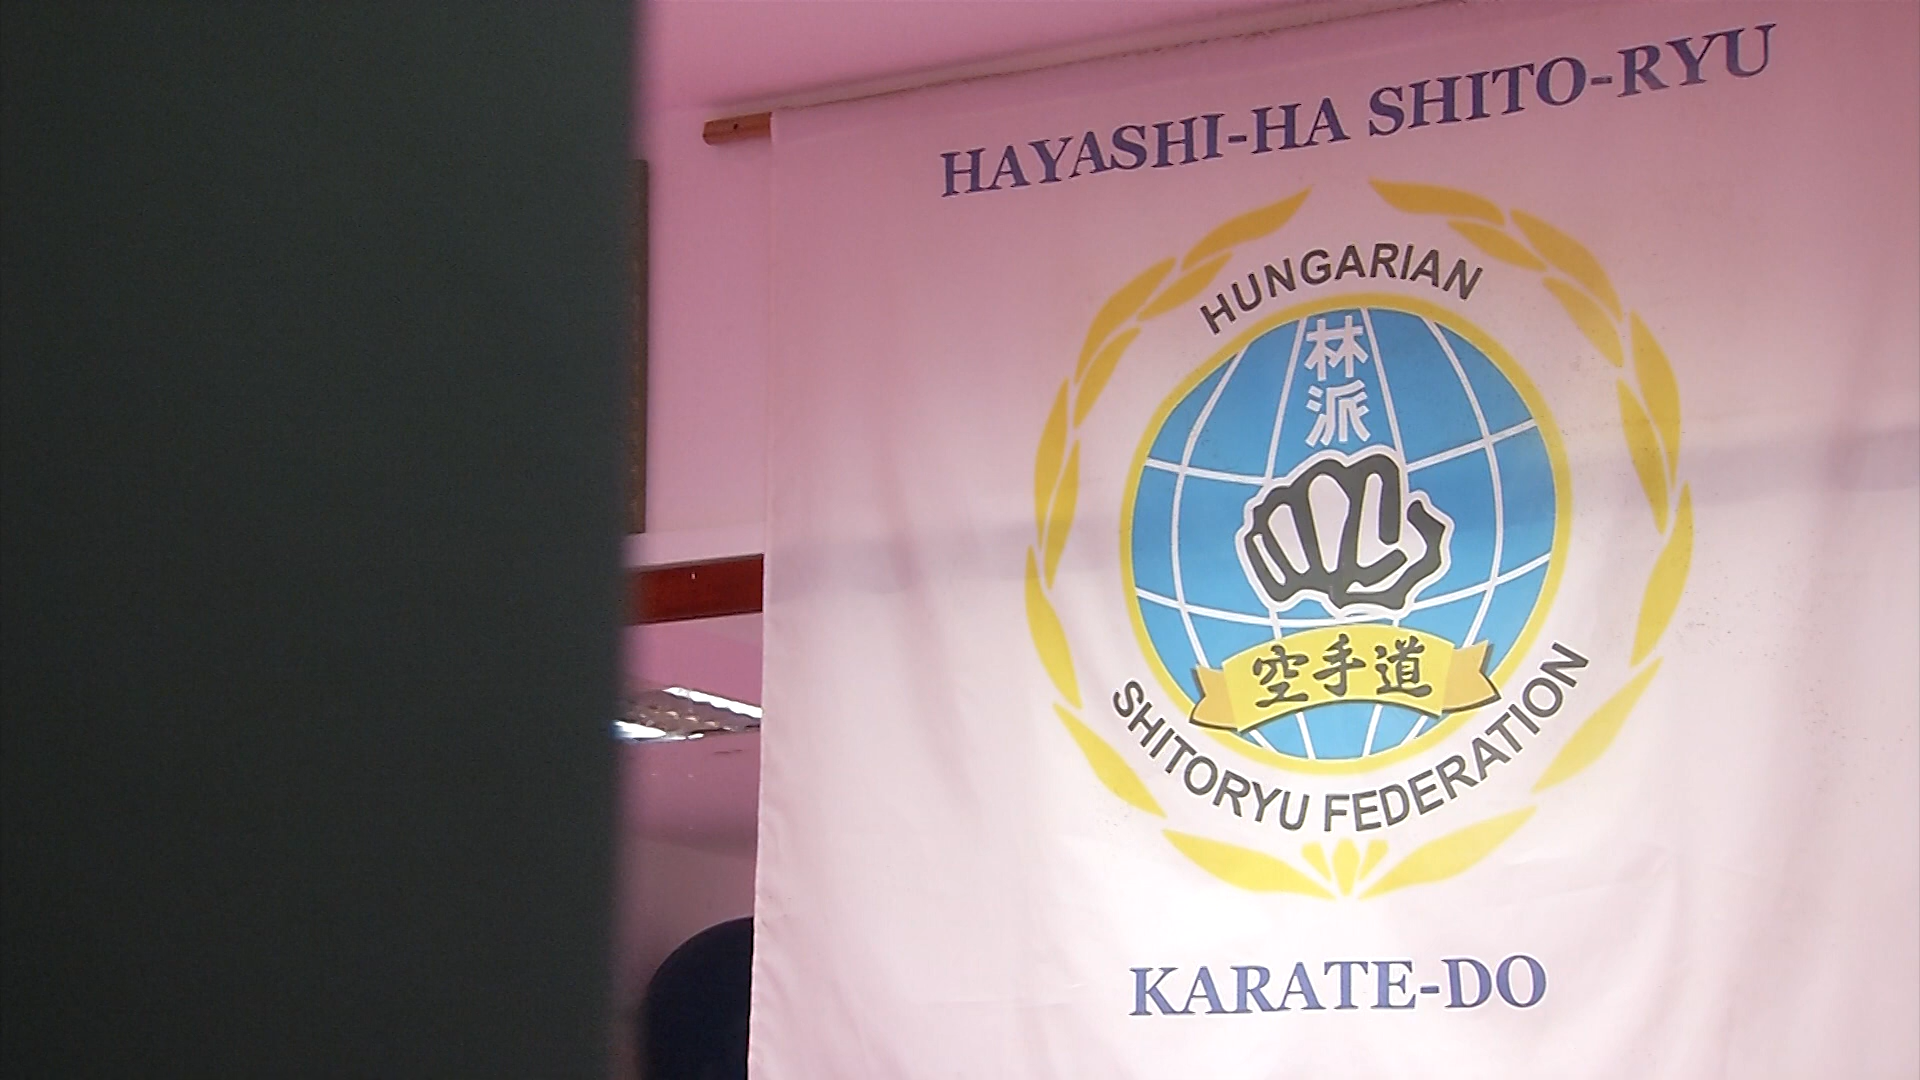 HAYASHI-HA SHITO-RYU
HUNGARIAN
林
派
空手道
SHITORYU FEDERATION
KARATE-DO